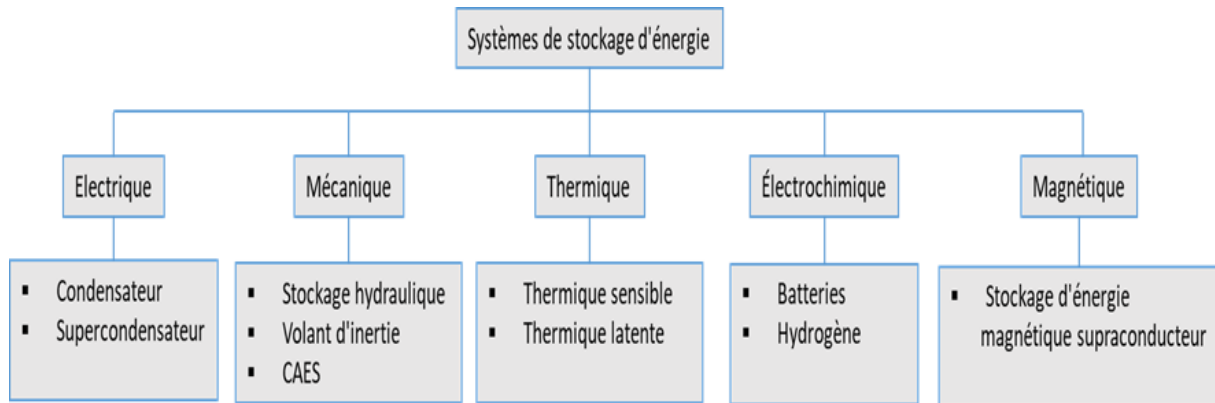 Systèmes de stockage d'énergie
Electrique
Mécanique
Thermique
Électrochimique
Magnétique
▪ Condensateur
▪ Supercondensateur
▪ Stockage hydraulique
▪ Volant d'inertie
▪ CAES
▪ Thermique sensible
▪ Thermique latente
▪ Batteries
▪ Hydrogène
▪ Stockage d'énergie
magnétique supraconducteur